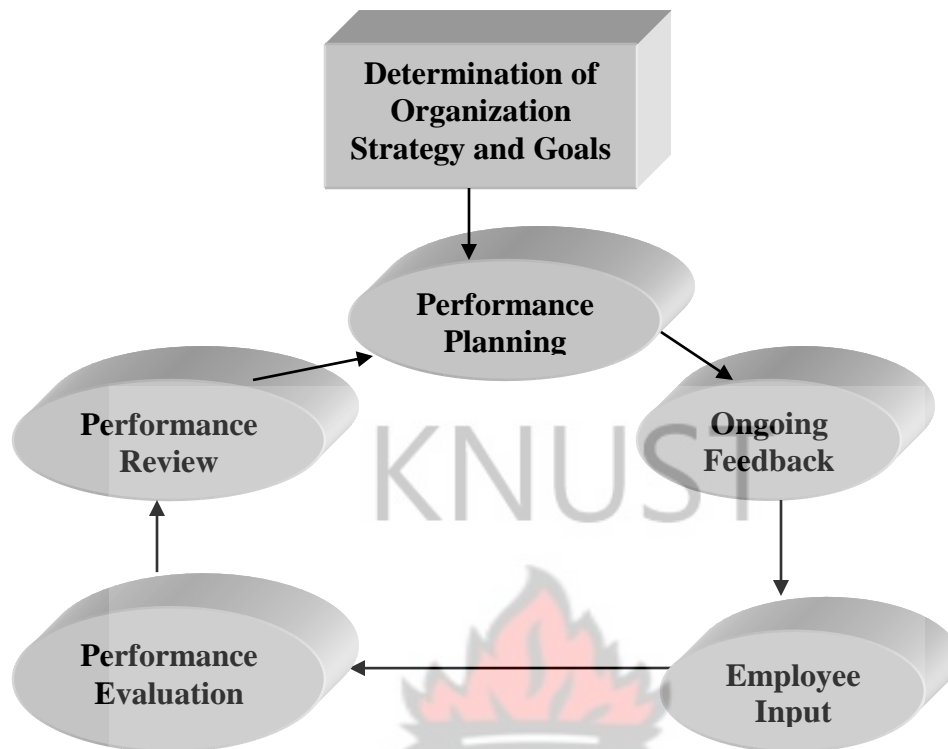 Determination of
Organization
Strategy and Goals
Performance
Planning
Performance
Review
Ongoing
Feedback
KNUST
Performance
Evaluation
Employee
Input